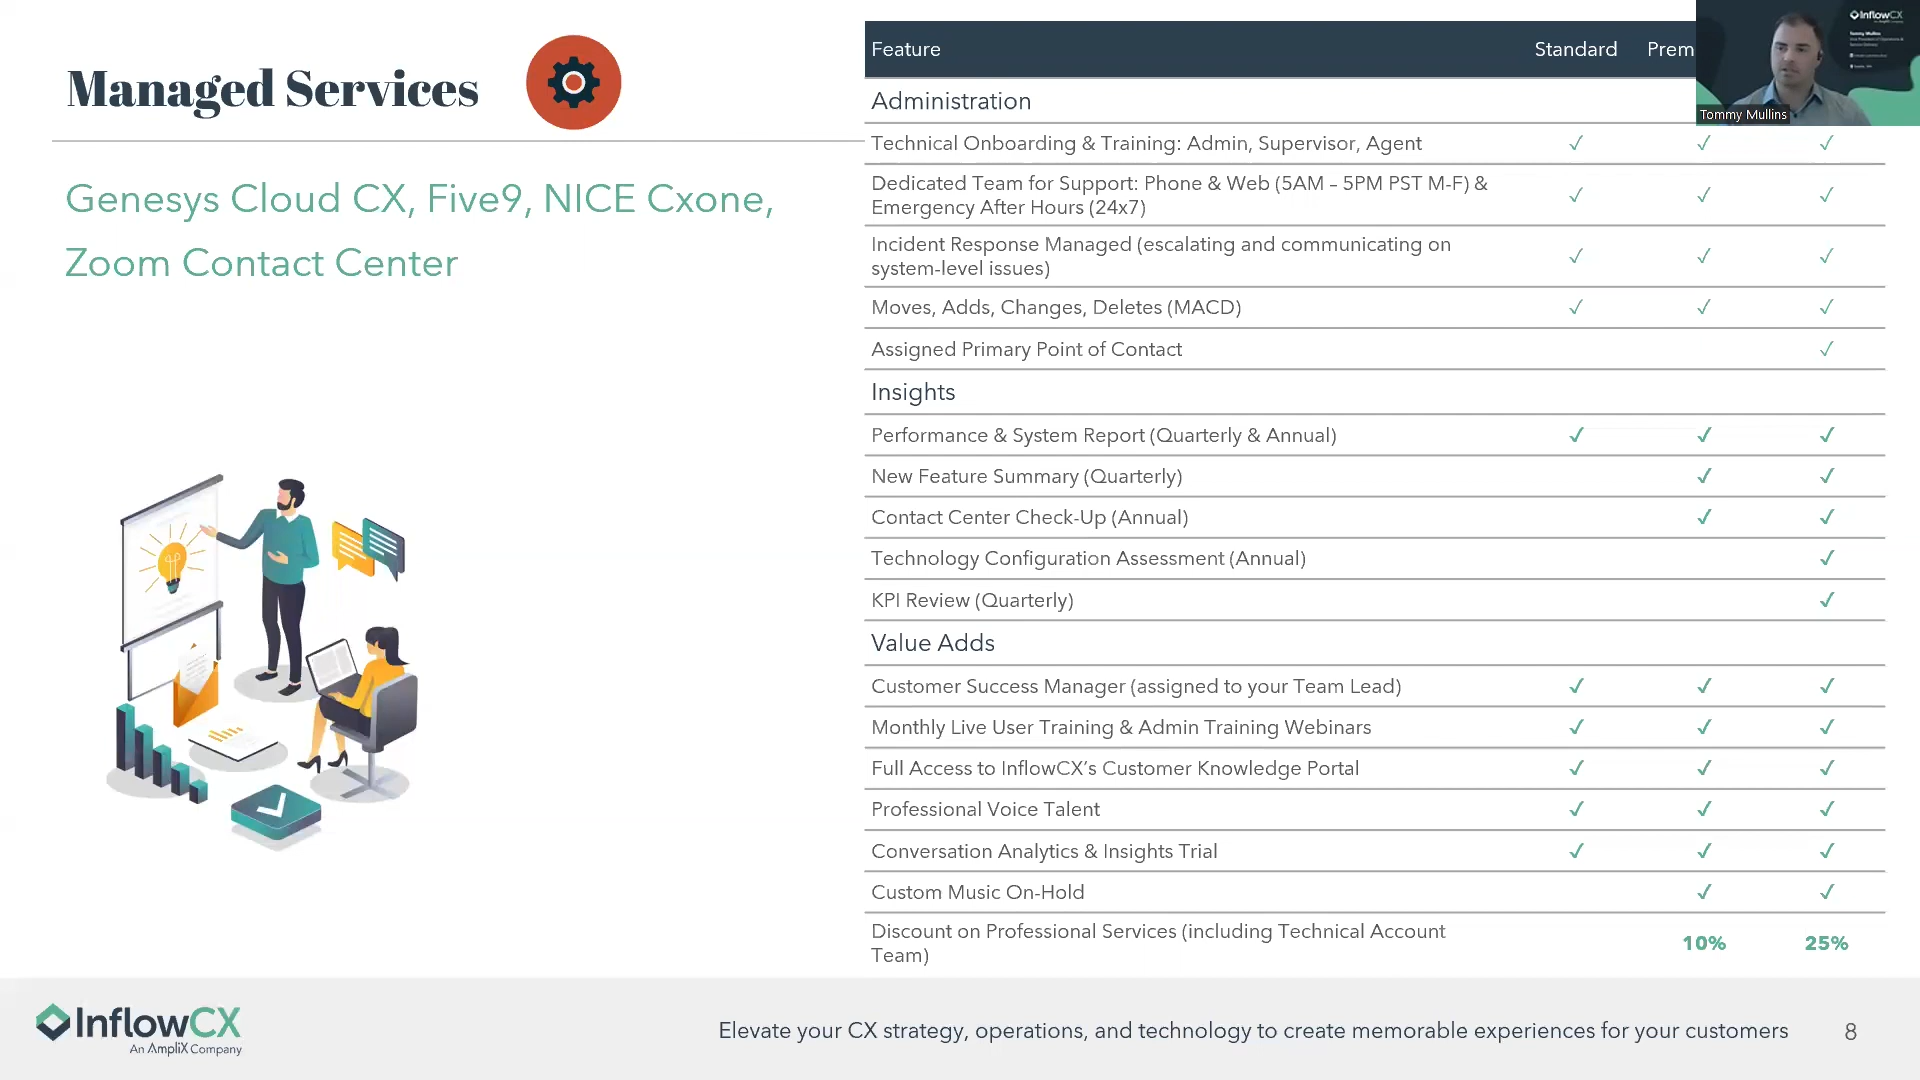 Managed Services
Genesys Cloud CX, Five9, NICE Cxone,
Zoom Contact Center
Feature Standard Prem
InflowCX
Tommy Mullins
Tommy Mullins
Administration
Technical Onboarding & Training: Admin, Supervisor, Agent ✓ ✓ ✓
Dedicated Team for Support: Phone & Web (5AM – 5PM PST M-F) &
Emergency After Hours (24x7) ✓ ✓ ✓
Incident Response Managed (escalating and communicating on
system-level issues) ✓ ✓ ✓
Moves, Adds, Changes, Deletes (MACD) ✓ ✓ ✓
Assigned Primary Point of Contact ✓
Insights
Performance & System Report (Quarterly & Annual) ✓ ✓ ✓
New Feature Summary (Quarterly) ✓ ✓
Contact Center Check-Up (Annual) ✓ ✓
Technology Configuration Assessment (Annual) ✓
KPI Review (Quarterly) ✓
Value Adds
Customer Success Manager (assigned to your Team Lead) ✓ ✓ ✓
Monthly Live User Training & Admin Training Webinars ✓ ✓ ✓
Full Access to InflowCX’s Customer Knowledge Portal ✓ ✓ ✓
Professional Voice Talent ✓ ✓ ✓
Conversation Analytics & Insights Trial ✓ ✓ ✓
Custom Music On-Hold ✓ ✓
Discount on Professional Services (including Technical Account
Team) 10% 25%
InflowCX
An AmpliX Company
Elevate your CX strategy, operations, and technology to create memorable experiences for your customers 8